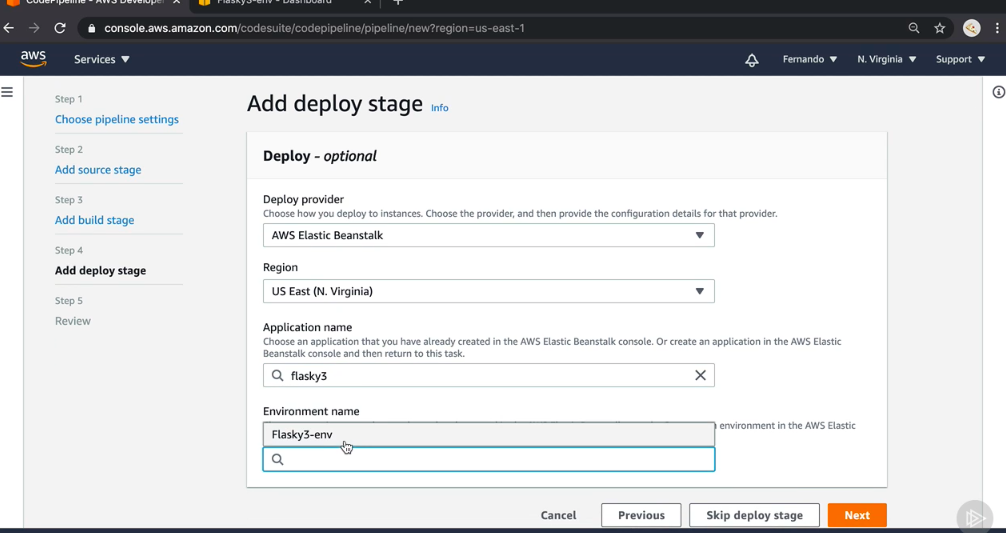 CodePipeline - AWS Developer
Flasky3-env - Dashboard
console.aws.amazon.com/codesuite/codepipeline/pipeline/new?region=us-east-1
aws
Services
Fernando
N. Virginia
Support
Step 1
Choose pipeline settings
Step 2
Add source stage
Step 3
Add build stage
Step 4
Add deploy stage
Step 5
Review
Add deploy stage Info
Deploy - optional
Deploy provider
Choose how you deploy to instances. Choose the provider, and then provide the configuration details for that provider.
AWS Elastic Beanstalk
Region
US East (N. Virginia)
Application name
Choose an application that you have already created in the AWS Elastic Beanstalk console. Or create an application in the AWS Elastic
Beanstalk console and then return to this task.
flasky3
Environment name
environment in the AWS Elastic
Flasky3-env
Cancel
Previous
Skip deploy stage
Next